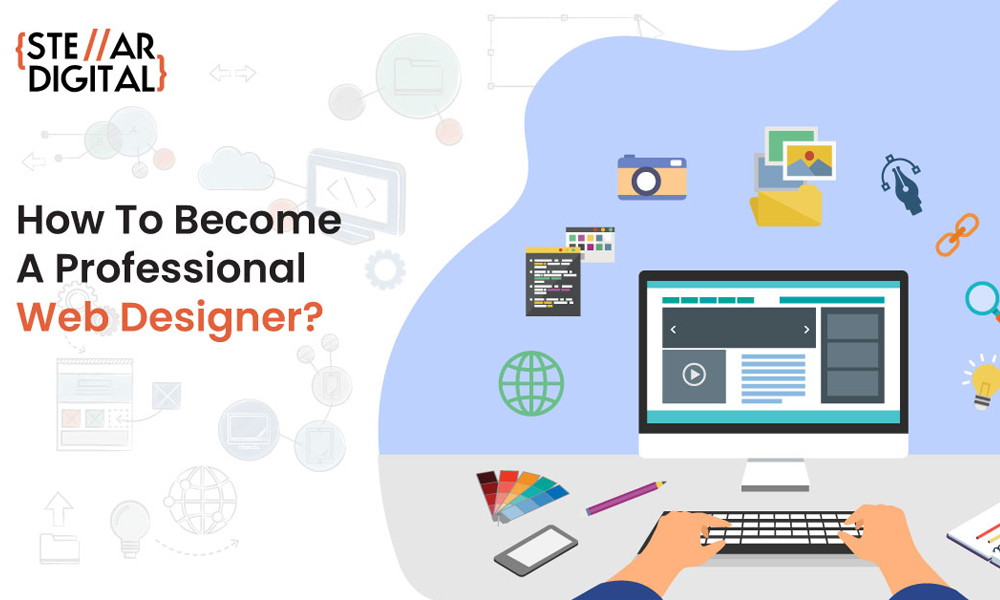 {STE//AR
DIGITAL}
How To Become
A Professional
Web Designer?